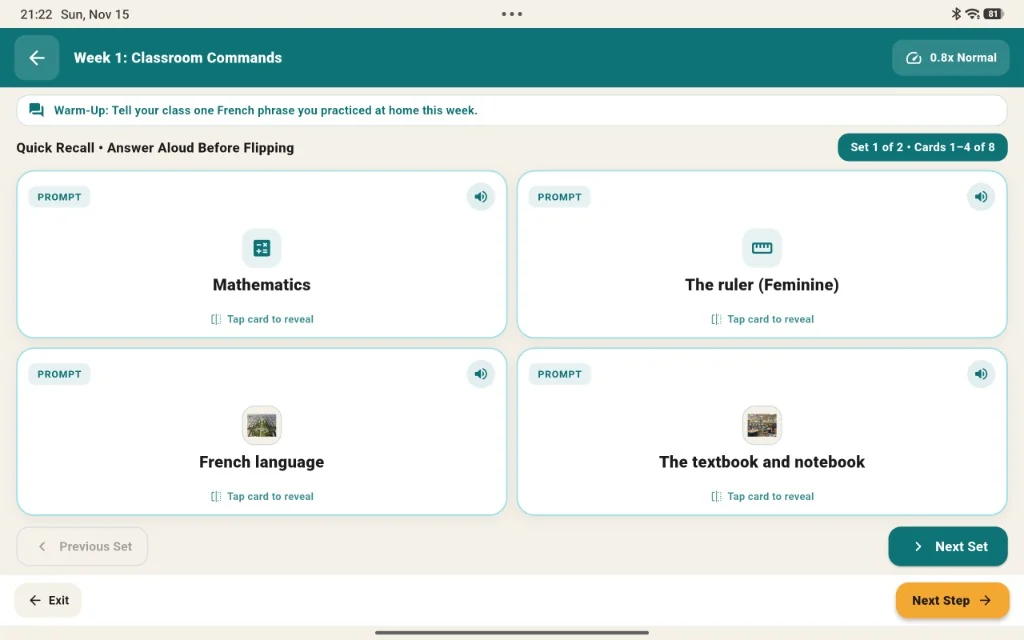 21:22 Sun, Nov 15
81
Week 1: Classroom Commands
0.8x Normal
Warm-Up: Tell your class one French phrase you practiced at home this week.
Quick Recall • Answer Aloud Before Flipping
Set 1 of 2 • Cards 1–4 of 8
PROMPT
Mathematics
Tap card to reveal
PROMPT
The ruler (Feminine)
Tap card to reveal
PROMPT
French language
Tap card to reveal
PROMPT
The textbook and notebook
Tap card to reveal
Previous Set
Next Set
Exit
Next Step